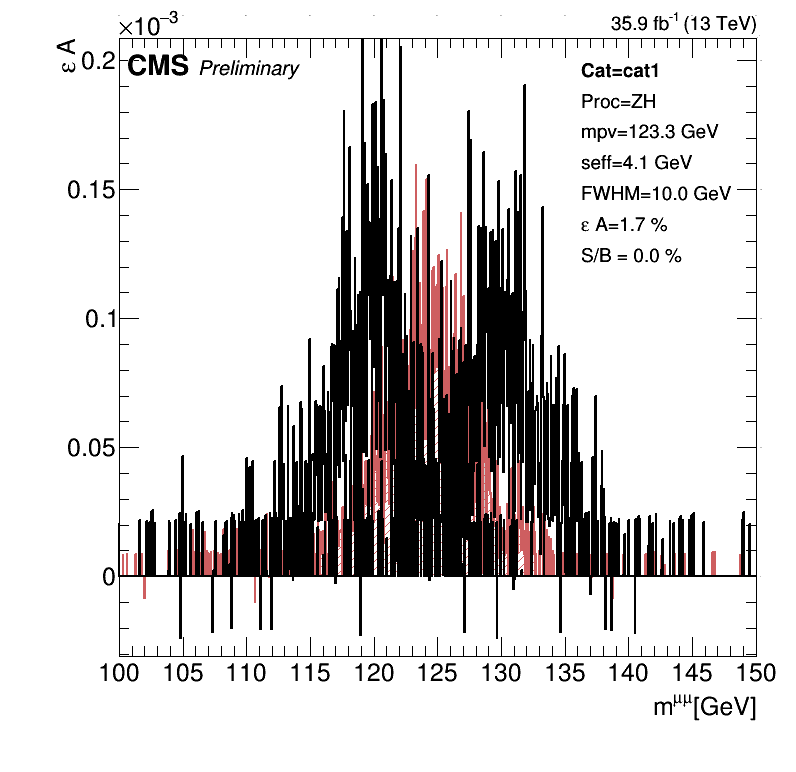 ×10⁻³
35.9 fb⁻¹ (13 TeV)
ε A
CMS Preliminary
Cat=cat1
Proc=ZH
mpv=123.3 GeV
seff=4.1 GeV
FWHM=10.0 GeV
ε A=1.7 %
S/B = 0.0 %
0.2
0.15
0.1
0.05
0
100 105 110 115 120 125 130 135 140 145 150
m^μμ[GeV]